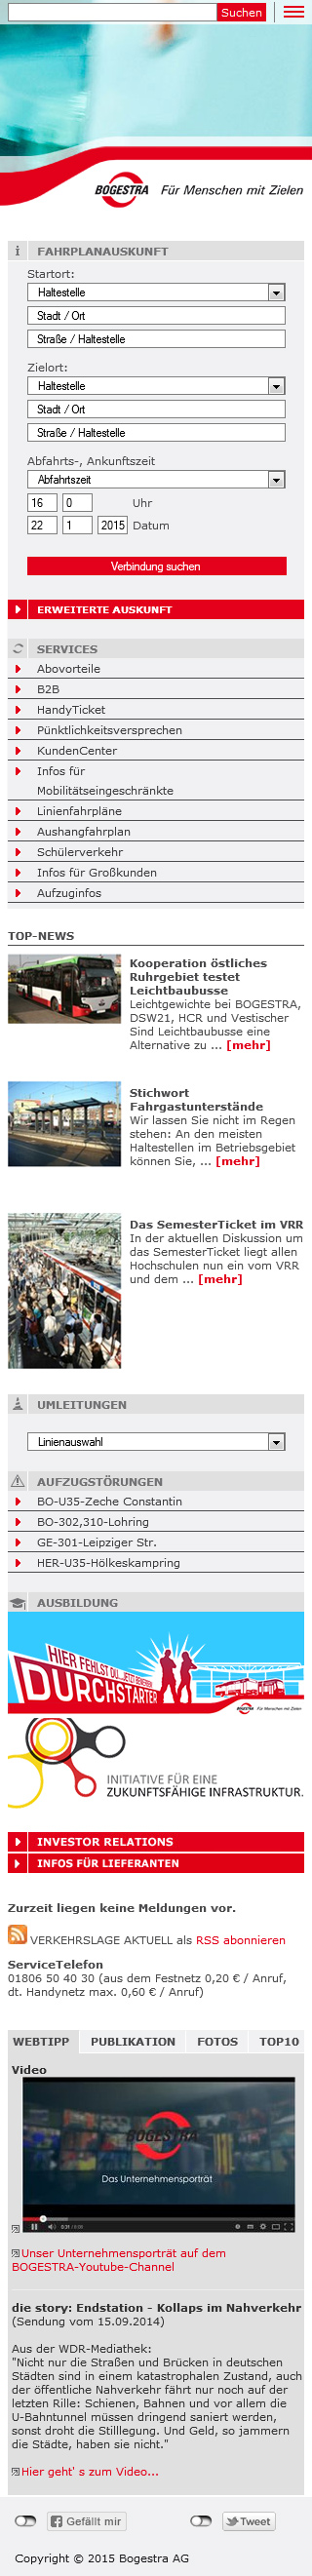 Suchen
BOGESTRA Für Menschen mit Zielen
i FAHRPLANAUSKUNFT
Startort:
Haltestelle
Stadt / Ort
Straße / Haltestelle
Zielort:
Haltestelle
Stadt / Ort
Straße / Haltestelle
Abfahrts-, Ankunftszeit
Abfahrtszeit
16 0 Uhr
22 1 2015 Datum
Verbindung suchen
ERWEITERTE AUSKUNFT
SERVICES
Abovorteile
B2B
HandyTicket
Pünktlichkeitsversprechen
KundenCenter
Infos für
Mobilitätseingeschränkte
Linienfahrpläne
Aushangfahrplan
Schülerverkehr
Infos für Großkunden
Aufzuginfos
TOP-NEWS
Kooperation östliches
Ruhrgebiet testet
Leichtbaubusse
Leichtgewichte bei BOGESTRA,
DSW21, HCR und Vestischer
Sind Leichtbaubusse eine
Alternative zu ... [mehr]
Stichwort
Fahrgastunterstände
Wir lassen Sie nicht im Regen
stehen: An den meisten
Haltestellen im Betriebsgebiet
können Sie, ... [mehr]
Das SemesterTicket im VRR
In der aktuellen Diskussion um
das SemesterTicket liegt allen
Hochschulen nun ein vom VRR
und dem ... [mehr]
UMLEITUNGEN
Linienauswahl
AUFZUGSTÖRUNGEN
BO-U35-Zeche Constantin
BO-302,310-Lohring
GE-301-Leipziger Str.
HER-U35-Hölkeskampring
AUSBILDUNG
HIER FEHLST DU...JETZT BEWERBEN
DURCHSTARTER
BOGESTRA Für Menschen mit Zielen
INITIATIVE FÜR EINE
ZUKUNFTSFÄHIGE INFRASTRUKTUR.
INVESTOR RELATIONS
INFOS FÜR LIEFERANTEN
Zurzeit liegen keine Meldungen vor.
VERKEHRSLAGE AKTUELL als RSS abonnieren
ServiceTelefon
01806 50 40 30 (aus dem Festnetz 0,20 € / Anruf,
dt. Handynetz max. 0,60 € / Anruf)
WEBTIPP PUBLIKATION FOTOS TOP10
Video
BOGESTRA
Das Unternehmensporträt
Unser Unternehmensporträt auf dem
BOGESTRA-Youtube-Channel
die story: Endstation - Kollaps im Nahverkehr
(Sendung vom 15.09.2014)
Aus der WDR-Mediathek:
"Nicht nur die Straßen und Brücken in deutschen
Städten sind in einem katastrophalen Zustand, auch
der öffentliche Nahverkehr fährt nur noch auf der
letzten Rille: Schienen, Bahnen und vor allem die
U-Bahntunnel müssen dringend saniert werden,
sonst droht die Stilllegung. Und Geld, so jammern
die Städte, haben sie nicht."
Hier geht' s zum Video...
Gefällt mir Tweet
Copyright © 2015 Bogestra AG